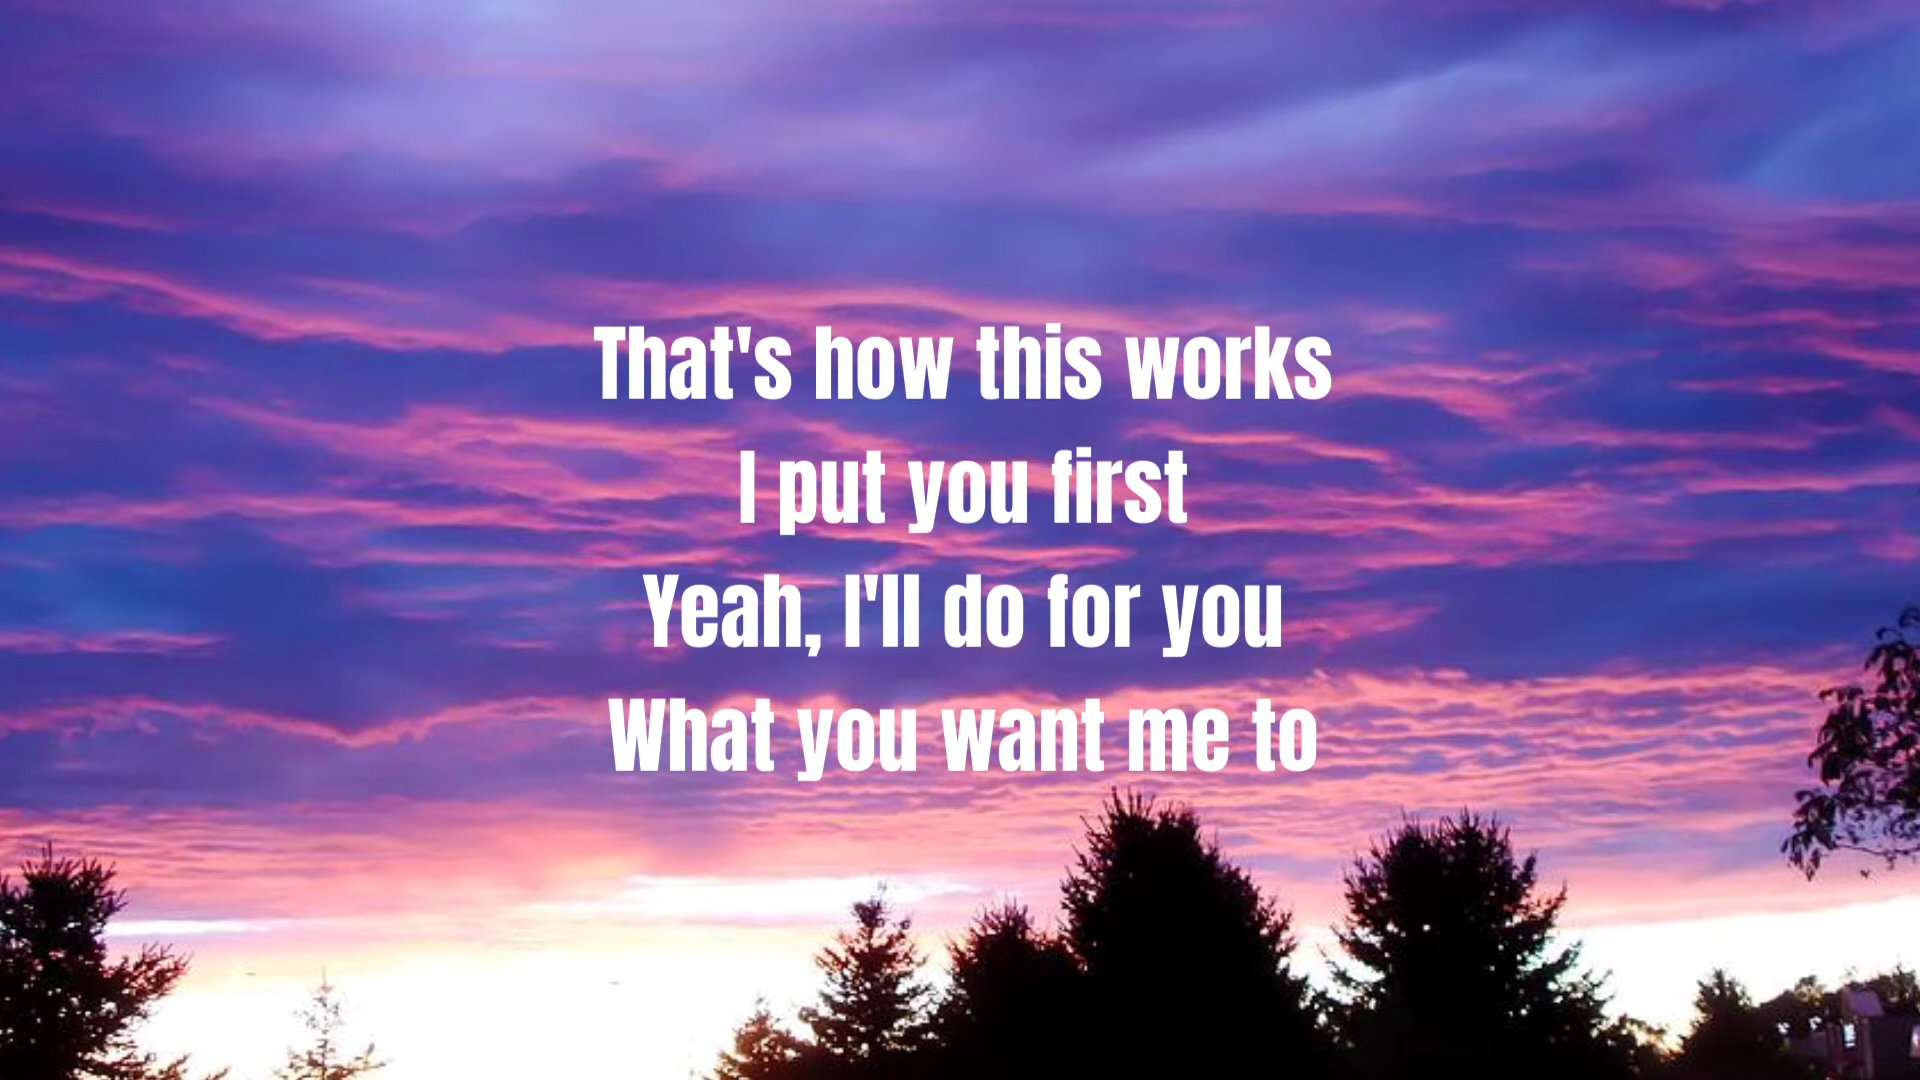 That's how this works
I put you first
Yeah, I'll do for you
What you want me to